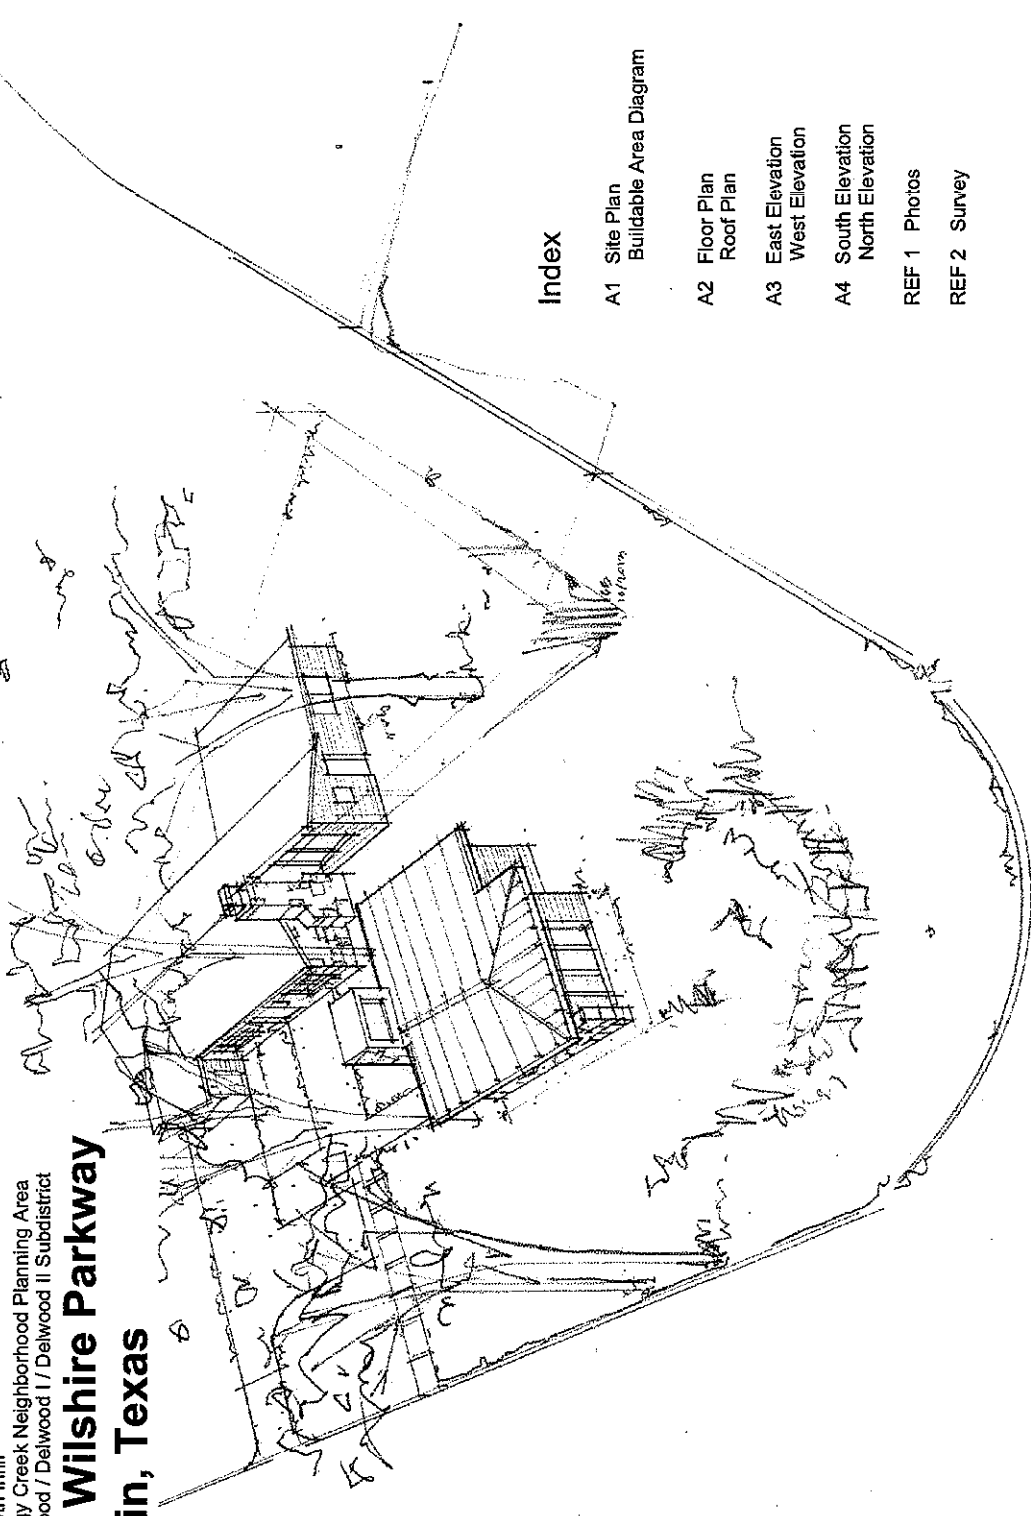 y Creek Neighborhood Planning Area
ood / Delwood I / Delwood II Subdistrict
Wilshire Parkway
in, Texas
Index
A1 Site Plan
Buildable Area Diagram
A2 Floor Plan
Roof Plan
A3 East Elevation
West Elevation
A4 South Elevation
North Elevation
REF 1 Photos
REF 2 Survey